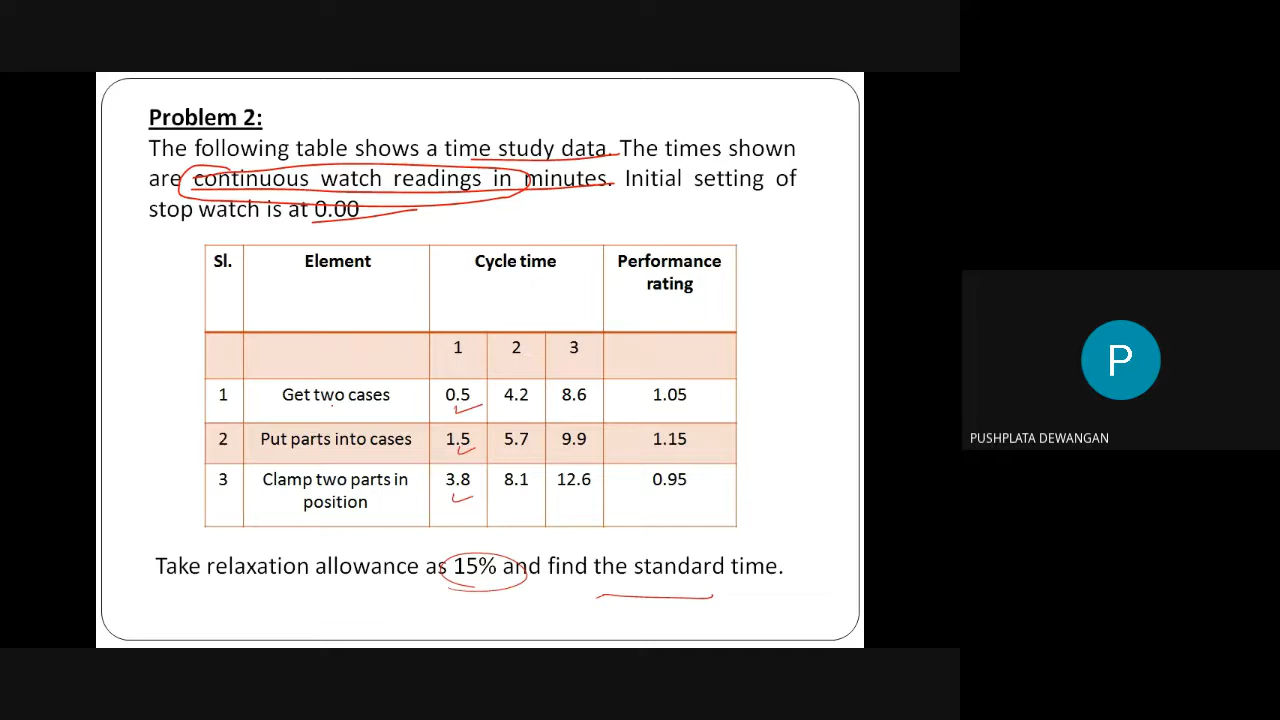 Problem 2:
The following table shows a time study data. The times shown
are continuous watch readings in minutes. Initial setting of
stop watch is at 0.00
Sl. Element Cycle time Performance
rating
1 2 3
1 Get two cases 0.5 4.2 8.6 1.05
2 Put parts into cases 1.5 5.7 9.9 1.15
3 Clamp two parts in 3.8 8.1 12.6 0.95
position
Take relaxation allowance as 15% and find the standard time.
P
PUSHPLATA DEWANGAN